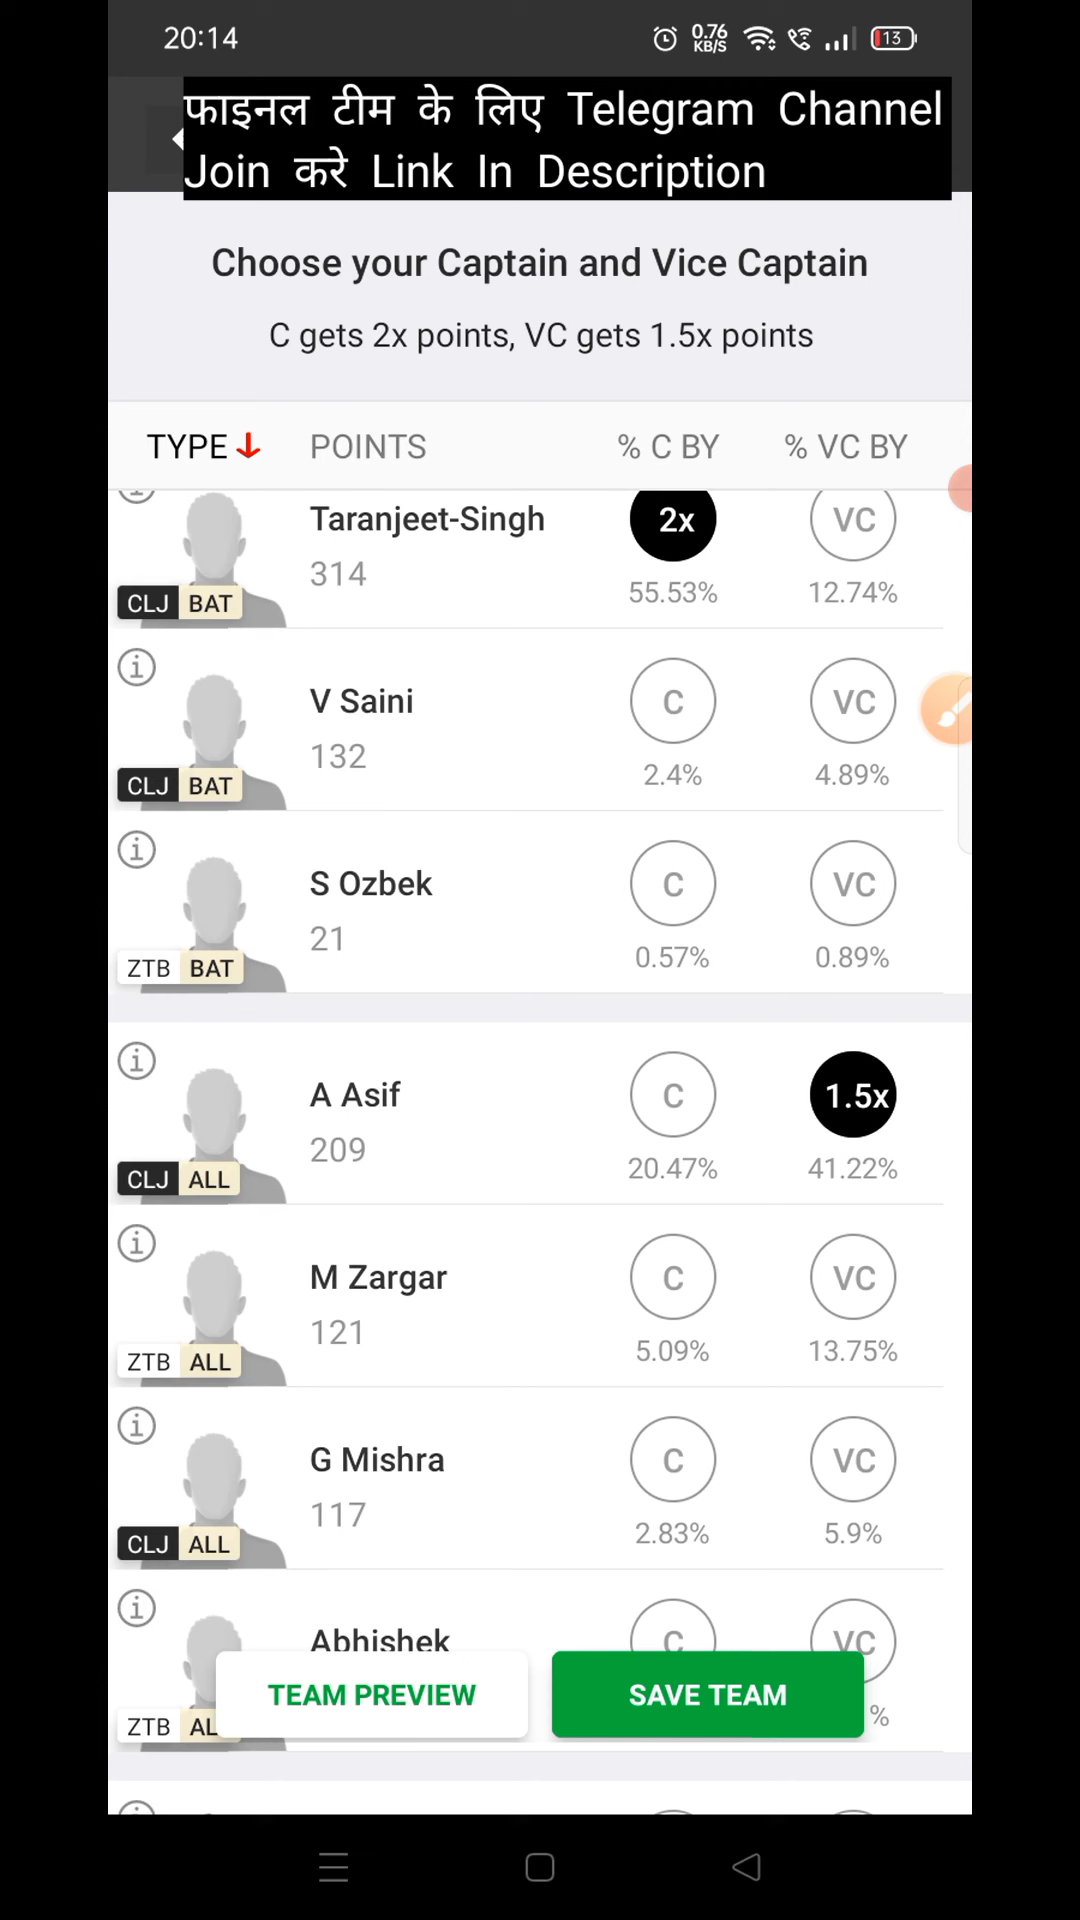 20:14
0.76
KB/S
13
फाइनल टीम के लिए Telegram Channel
Join करे Link In Description
Choose your Captain and Vice Captain
C gets 2x points, VC gets 1.5x points
TYPE POINTS % C BY % VC BY
Taranjeet-Singh 2x VC
314 55.53% 12.74%
CLJ BAT
V Saini C VC
132 2.4% 4.89%
CLJ BAT
S Ozbek C VC
21 0.57% 0.89%
ZTB BAT
A Asif C 1.5x
209 20.47% 41.22%
CLJ ALL
M Zargar C VC
121 5.09% 13.75%
ZTB ALL
G Mishra C VC
117 2.83% 5.9%
CLJ ALL
Abhishek C VC
TEAM PREVIEW SAVE TEAM
ZTB AL %